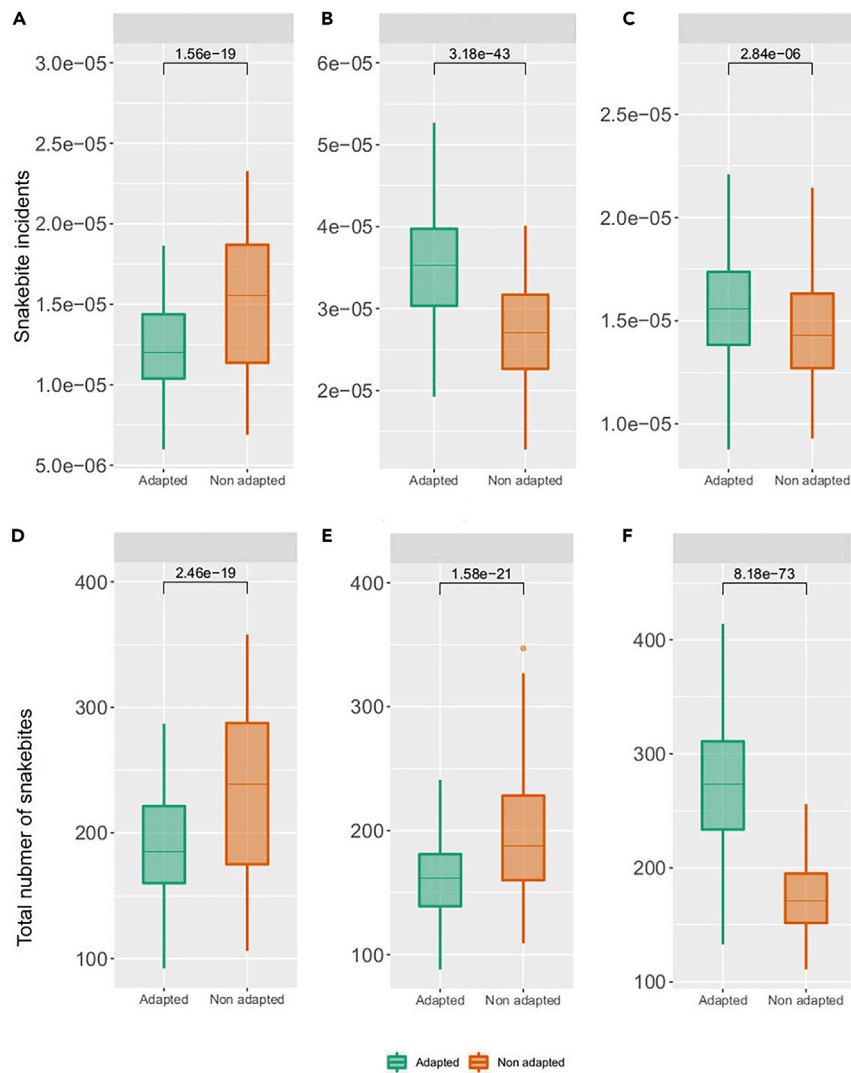 A
B
C
1.56e−19
3.18e−43
2.84e−06
3.0e−05
2.5e−05
2.0e−05
1.5e−05
1.0e−05
5.0e−06
6e−05
5e−05
4e−05
3e−05
2e−05
2.5e−05
2.0e−05
1.5e−05
1.0e−05
Snakebite incidents
Adapted Non adapted
Adapted Non adapted
Adapted Non adapted
D
E
F
2.46e−19
1.58e−21
8.18e−73
400
300
200
100
400
300
200
100
400
300
200
100
Total nubmer of snakebites
Adapted Non adapted
Adapted Non adapted
Adapted Non adapted
Adapted Non adapted